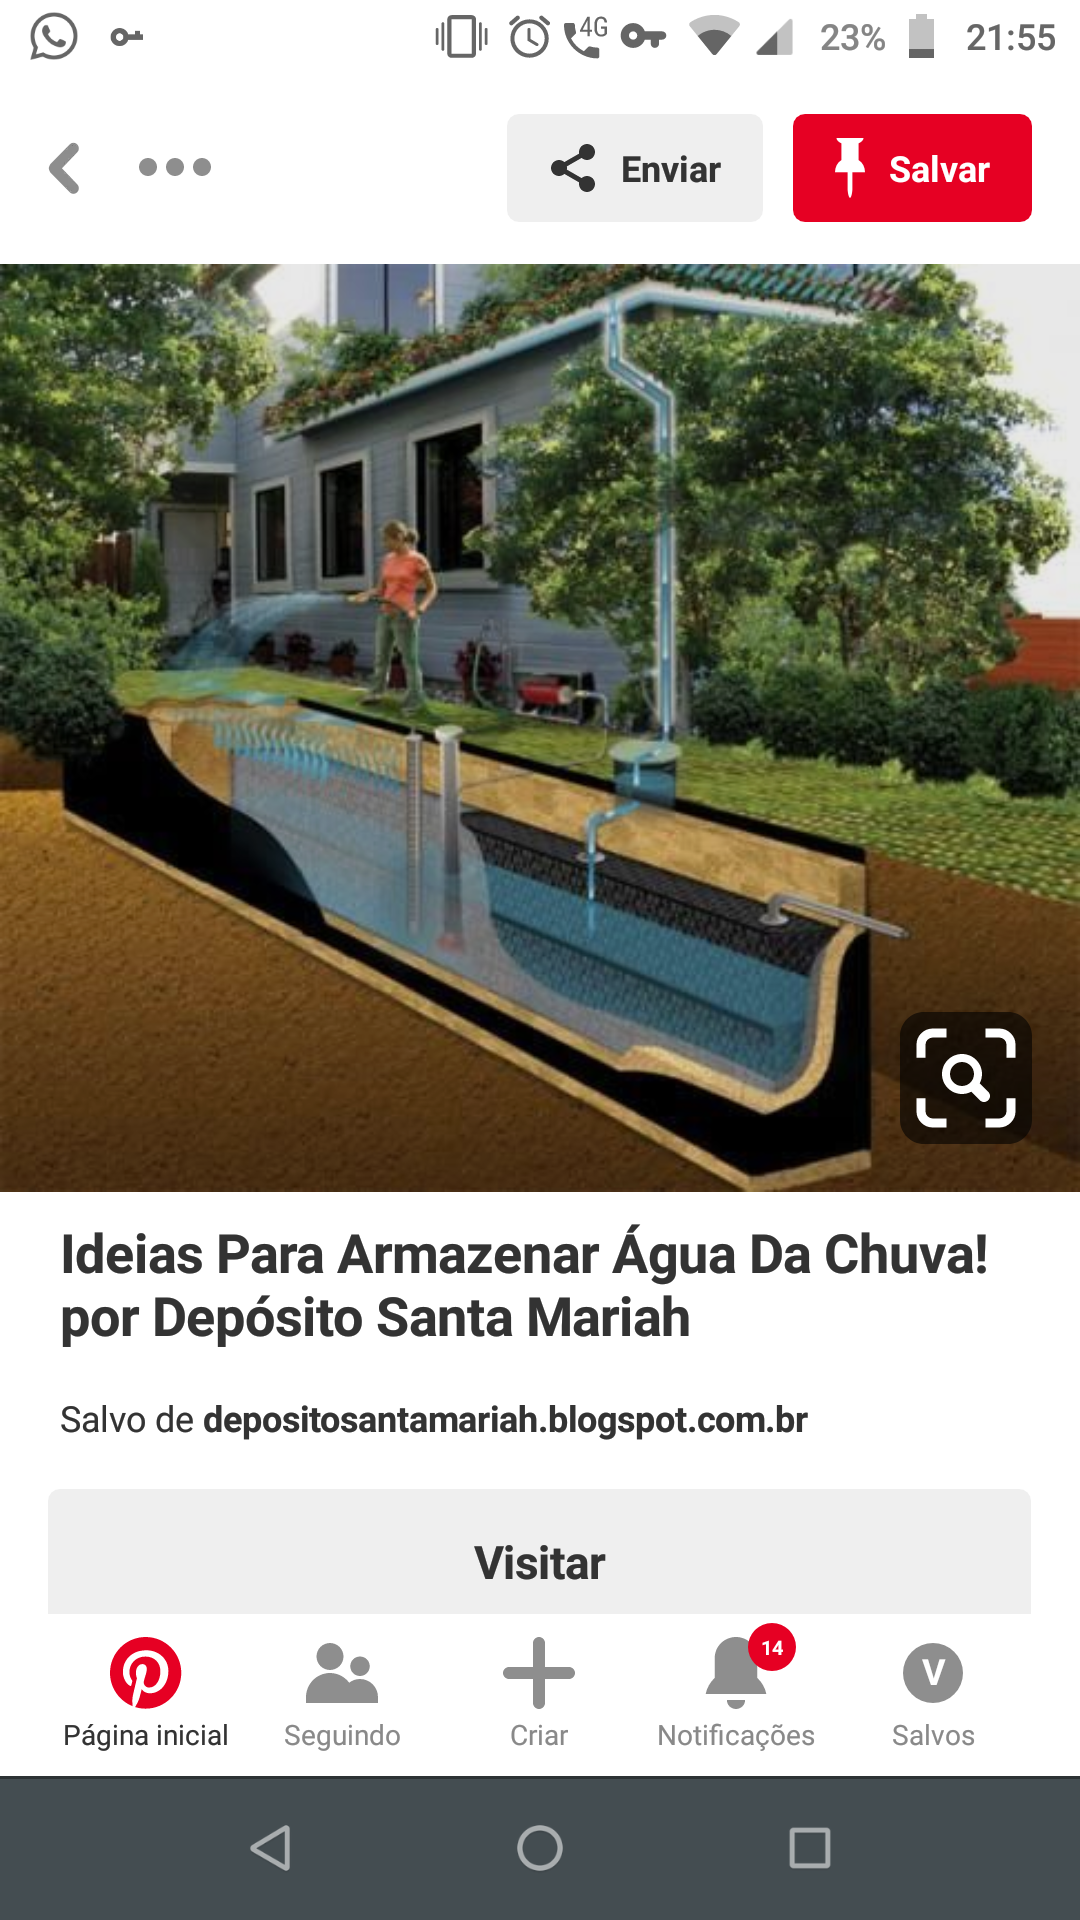 4G
23%
21:55
Enviar
Salvar
Ideias Para Armazenar Água Da Chuva!
por Depósito Santa Mariah
Salvo de depositosantamariah.blogspot.com.br
Visitar
14
V
Página inicial
Seguindo
Criar
Notificações
Salvos